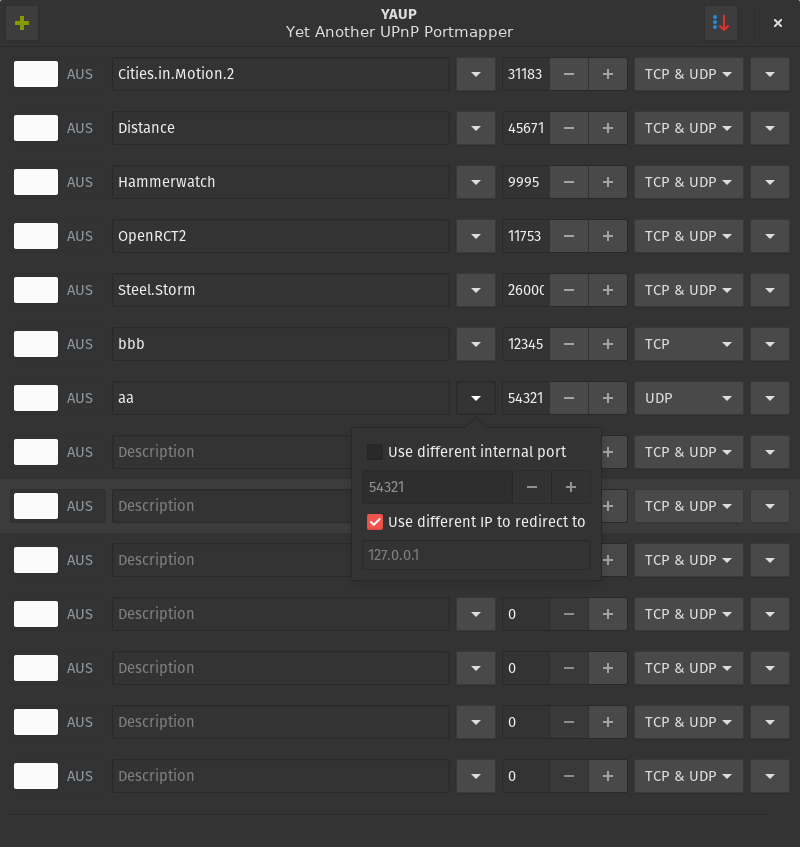 YAUP
Yet Another UPnP Portmapper
AUS Cities.in.Motion.2 31183 TCP & UDP
AUS Distance 45671 TCP & UDP
AUS Hammerwatch 9995 TCP & UDP
AUS OpenRCT2 11753 TCP & UDP
AUS Steel.Storm 26000 TCP & UDP
AUS bbb 12345 TCP
AUS aa 54321 UDP
AUS Description TCP & UDP
Use different internal port
54321
AUS Description TCP & UDP
Use different IP to redirect to
127.0.0.1
AUS Description TCP & UDP
AUS Description 0 TCP & UDP
AUS Description 0 TCP & UDP
AUS Description 0 TCP & UDP
AUS Description 0 TCP & UDP